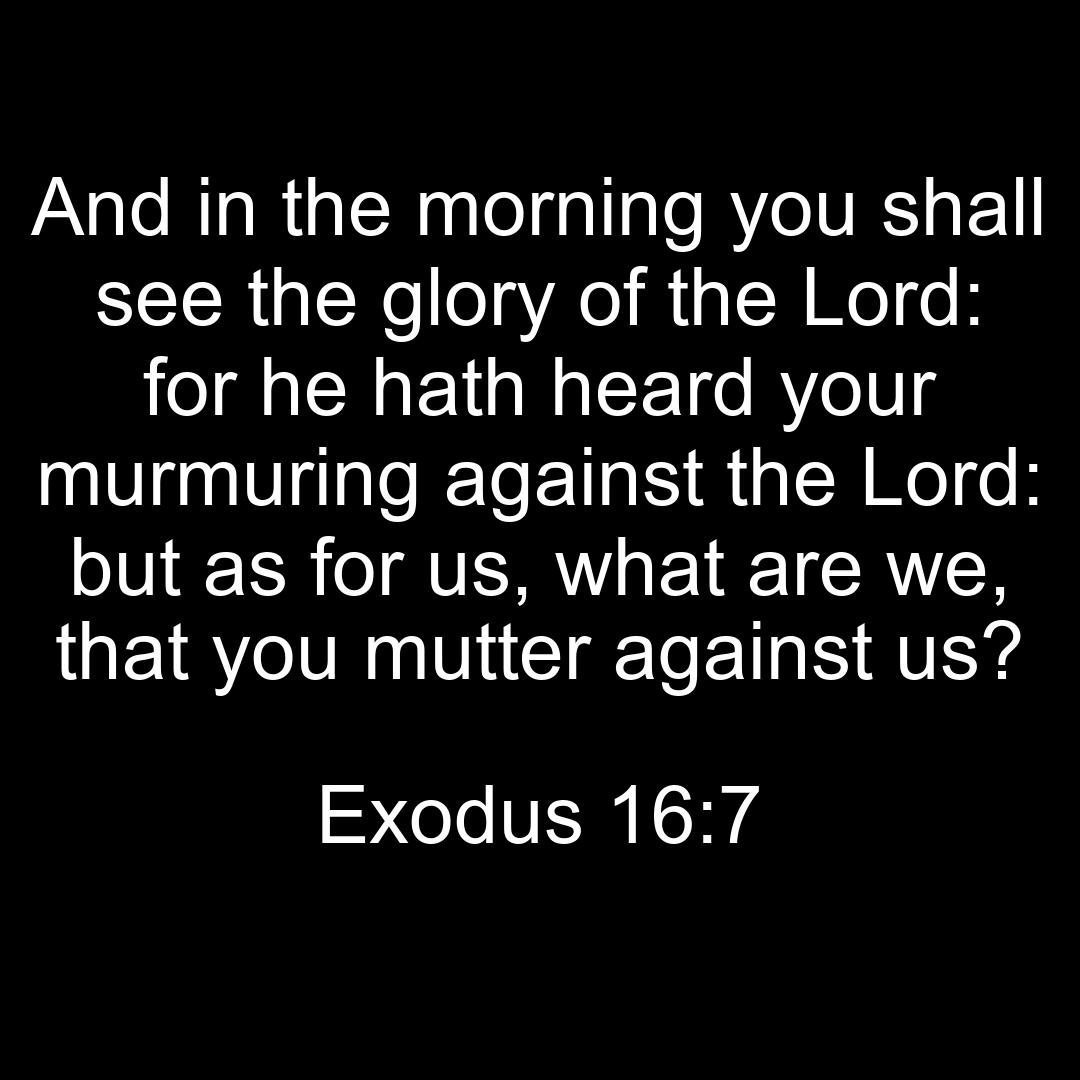 And in the morning you shall
see the glory of the Lord:
for he hath heard your
murmuring against the Lord:
but as for us, what are we,
that you mutter against us?
Exodus 16:7